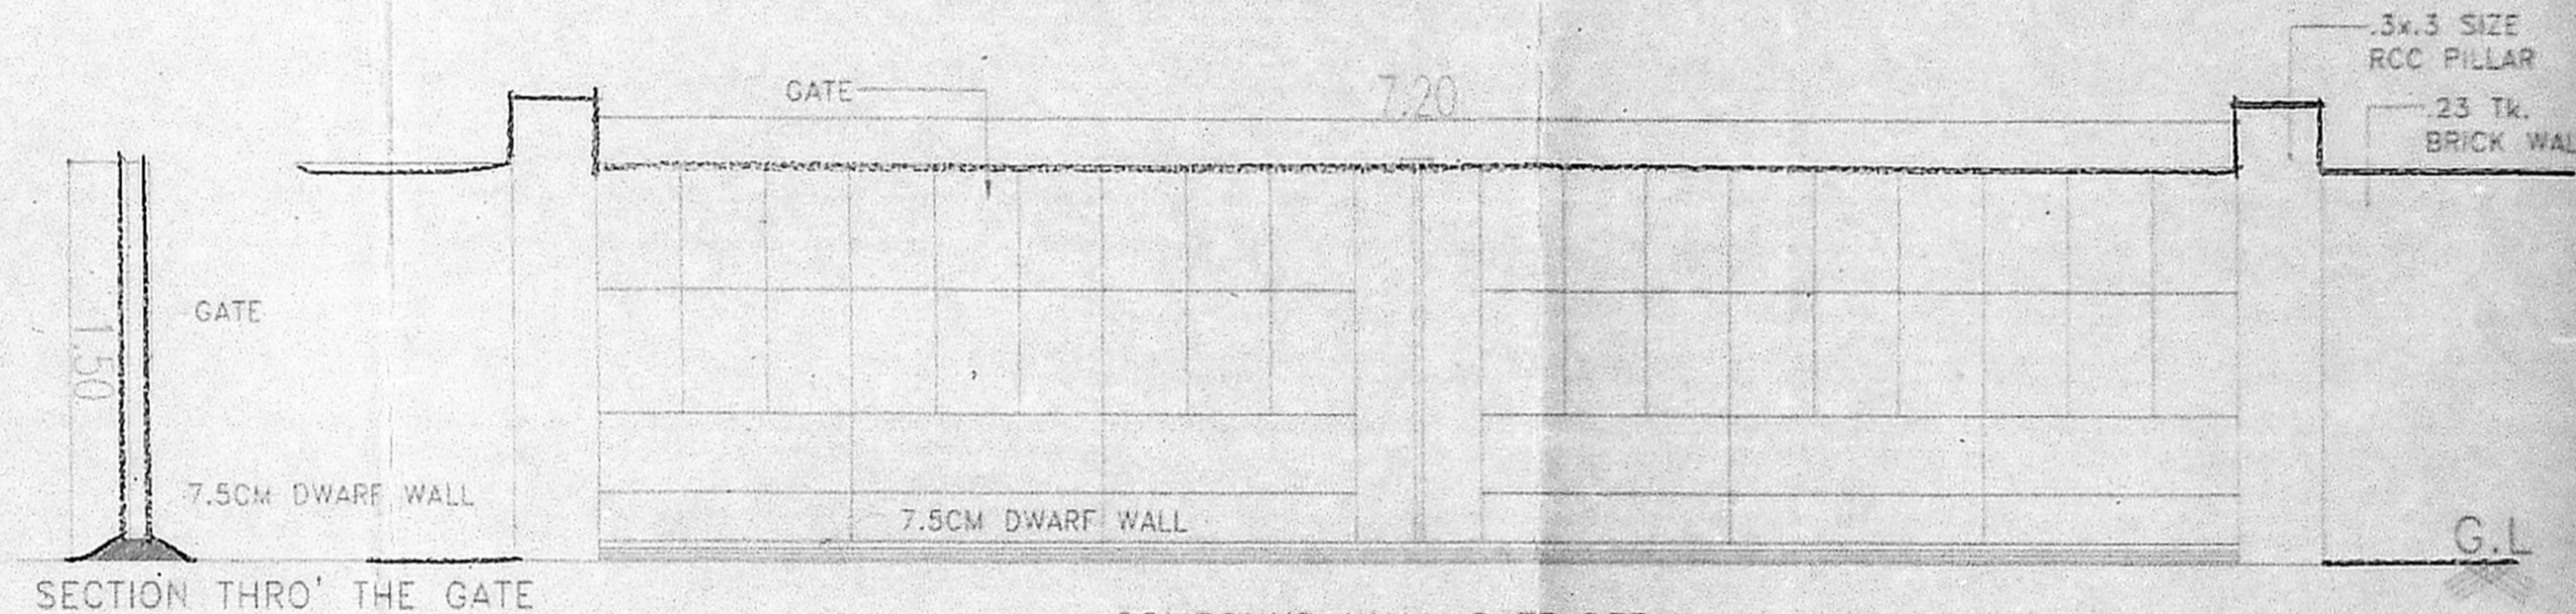 .3x.3 SIZE
RCC PILLAR
GATE
7.20
.23 Tk.
BRICK WAL
GATE
1.50
7.5CM DWARF WALL
7.5CM DWARF WALL
G.L
SECTION THRO' THE GATE